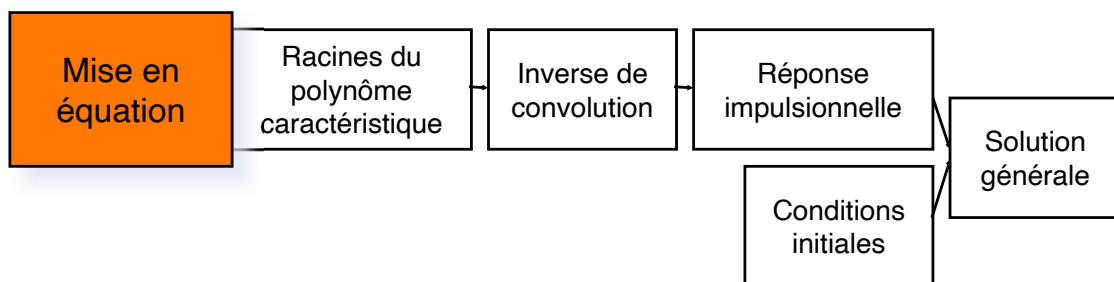 Mise en
équation
Racines du
polynôme
caractéristique
Inverse de
convolution
Réponse
impulsionnelle
Conditions
initiales
Solution
générale